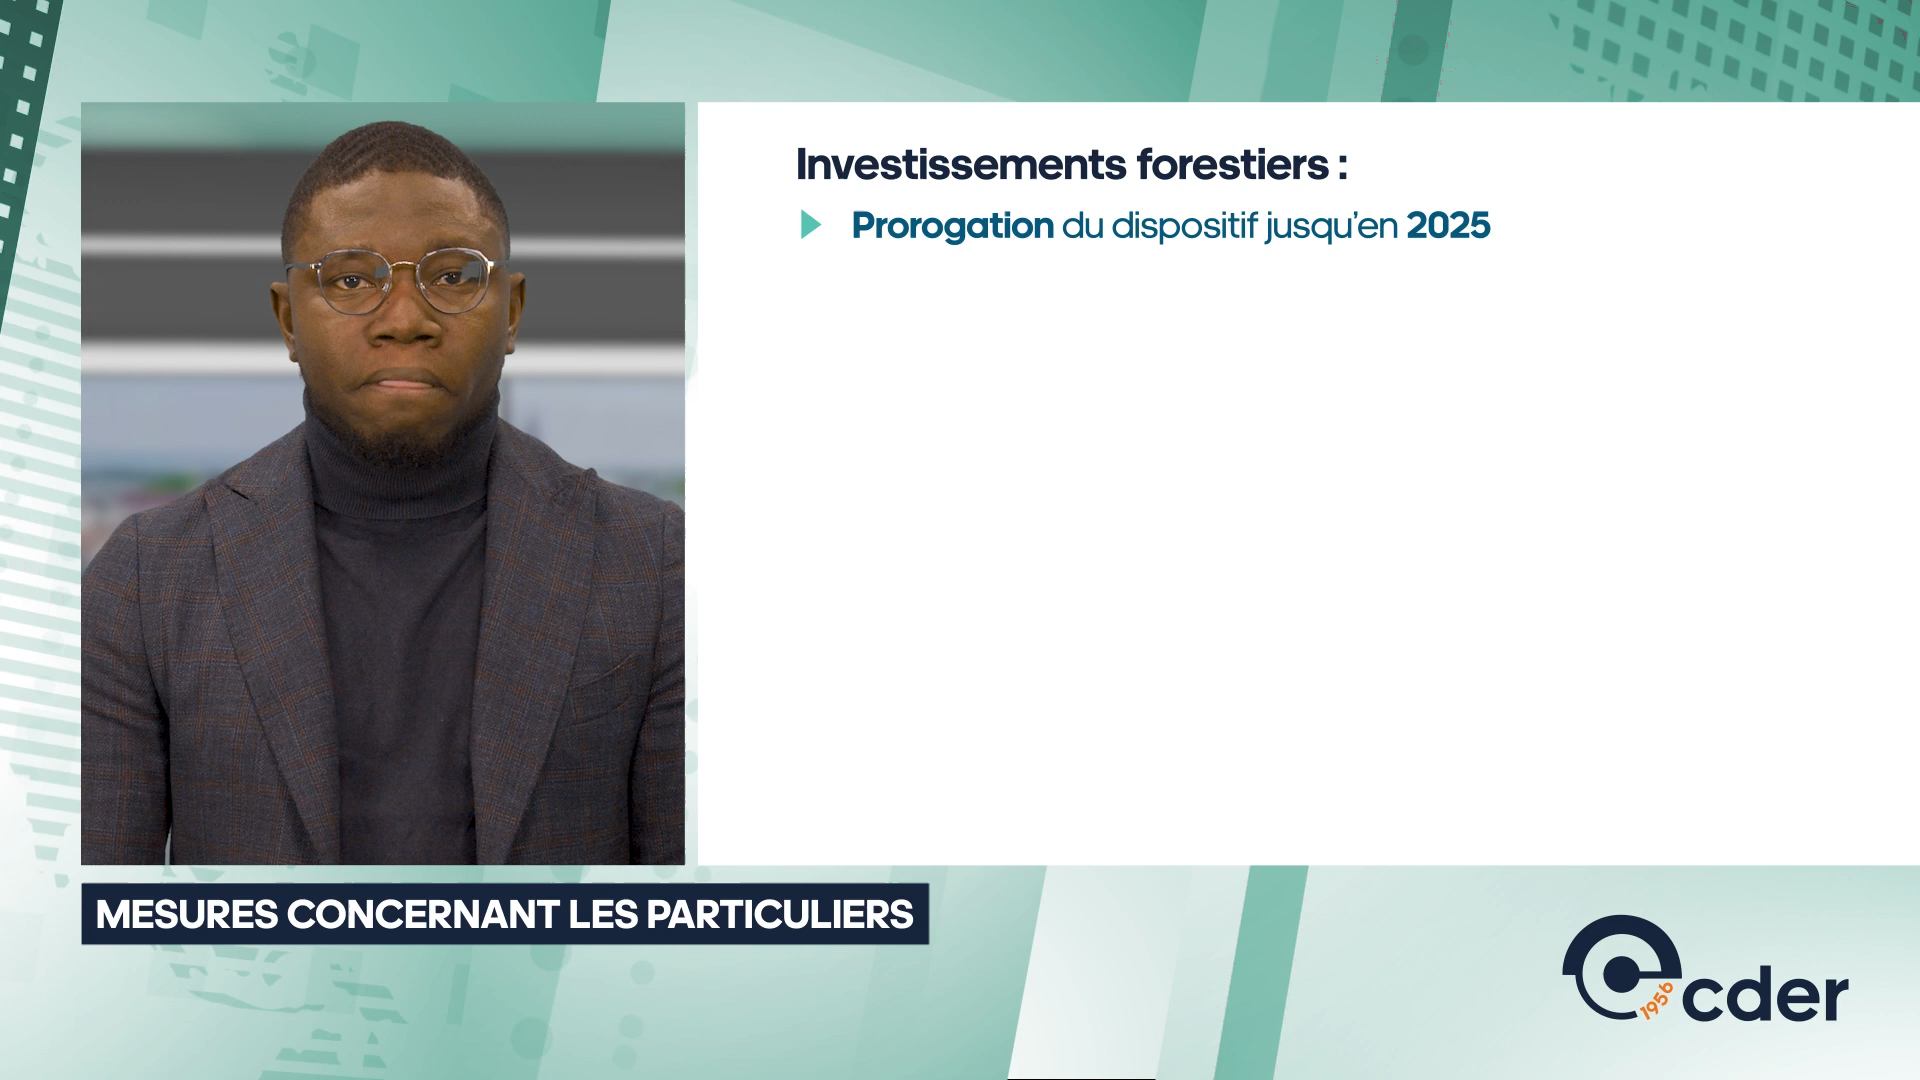 Investissements forestiers :
Prorogation du dispositif jusqu'en 2025
MESURES CONCERNANT LES PARTICULIERS
1956
cder